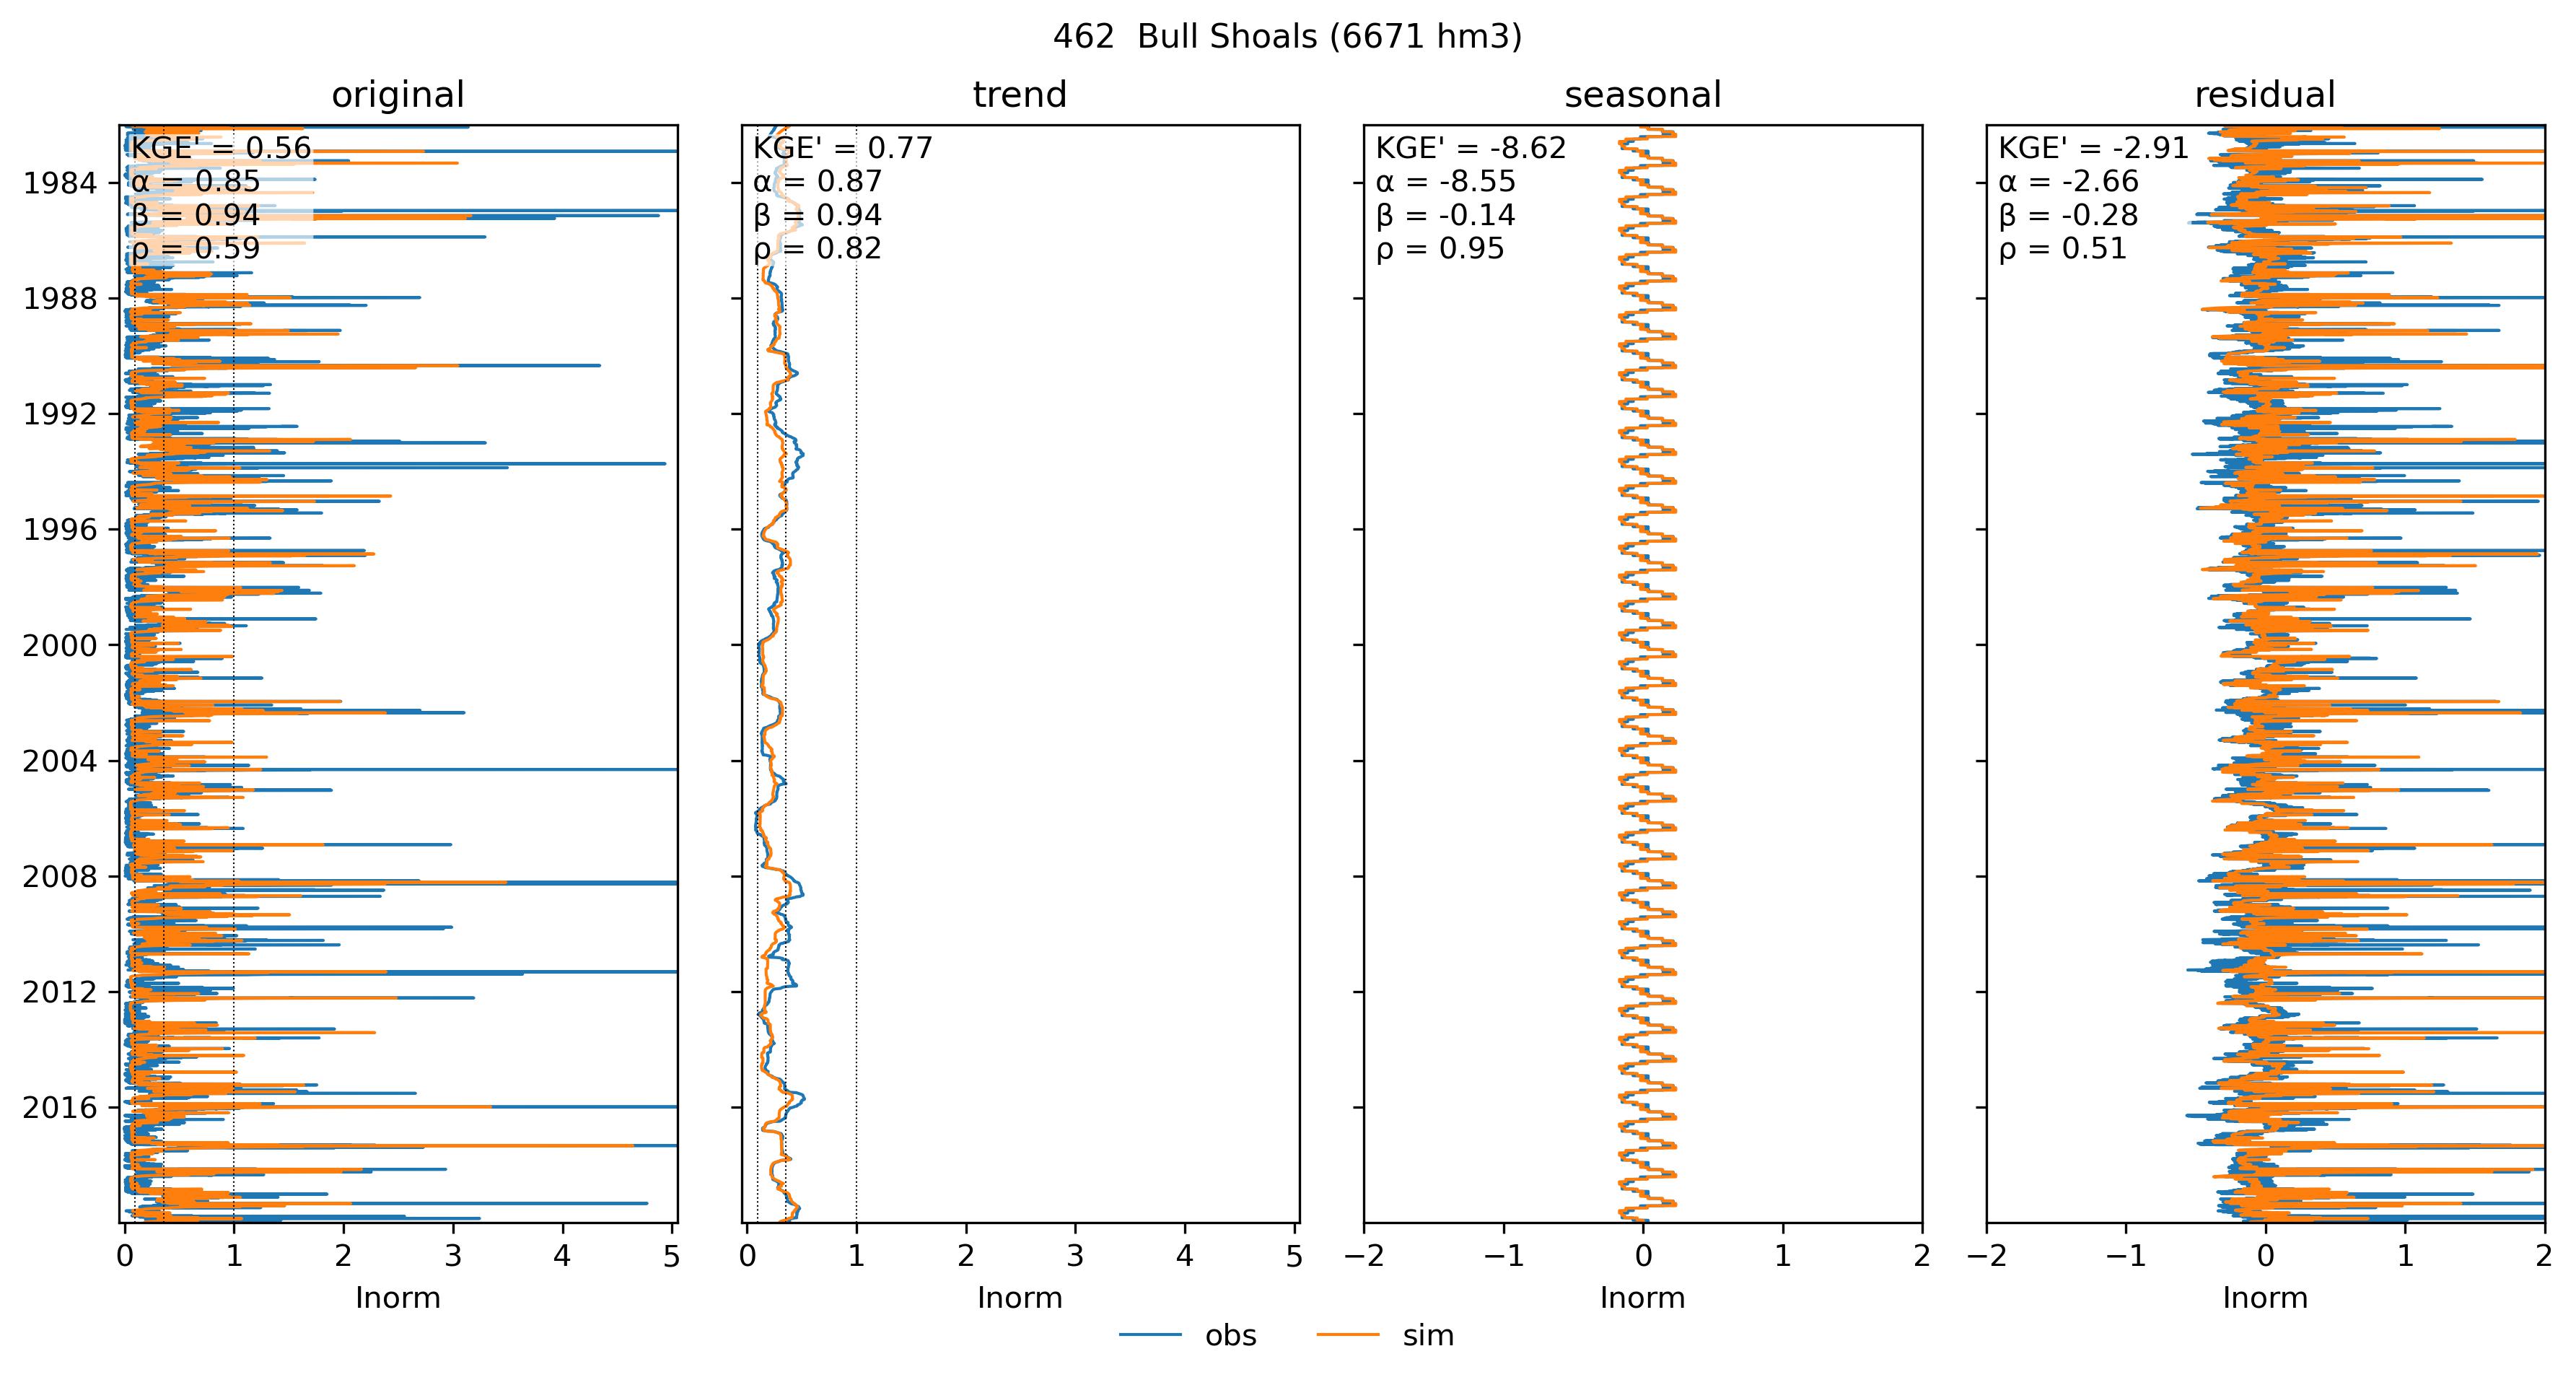 462  Bull Shoals (6671 hm3)
original
trend
seasonal
residual
KGE' = 0.56
α = 0.85
β = 0.94
ρ = 0.59
KGE' = 0.77
α = 0.87
β = 0.94
ρ = 0.82
KGE' = -8.62
α = -8.55
β = -0.14
ρ = 0.95
KGE' = -2.91
α = -2.66
β = -0.28
ρ = 0.51
1984
1988
1992
1996
2000
2004
2008
2012
2016
0 1 2 3 4 5
0 1 2 3 4 5
−2 −1 0 1 2
−2 −1 0 1 2
Inorm
Inorm
Inorm
Inorm
obs sim